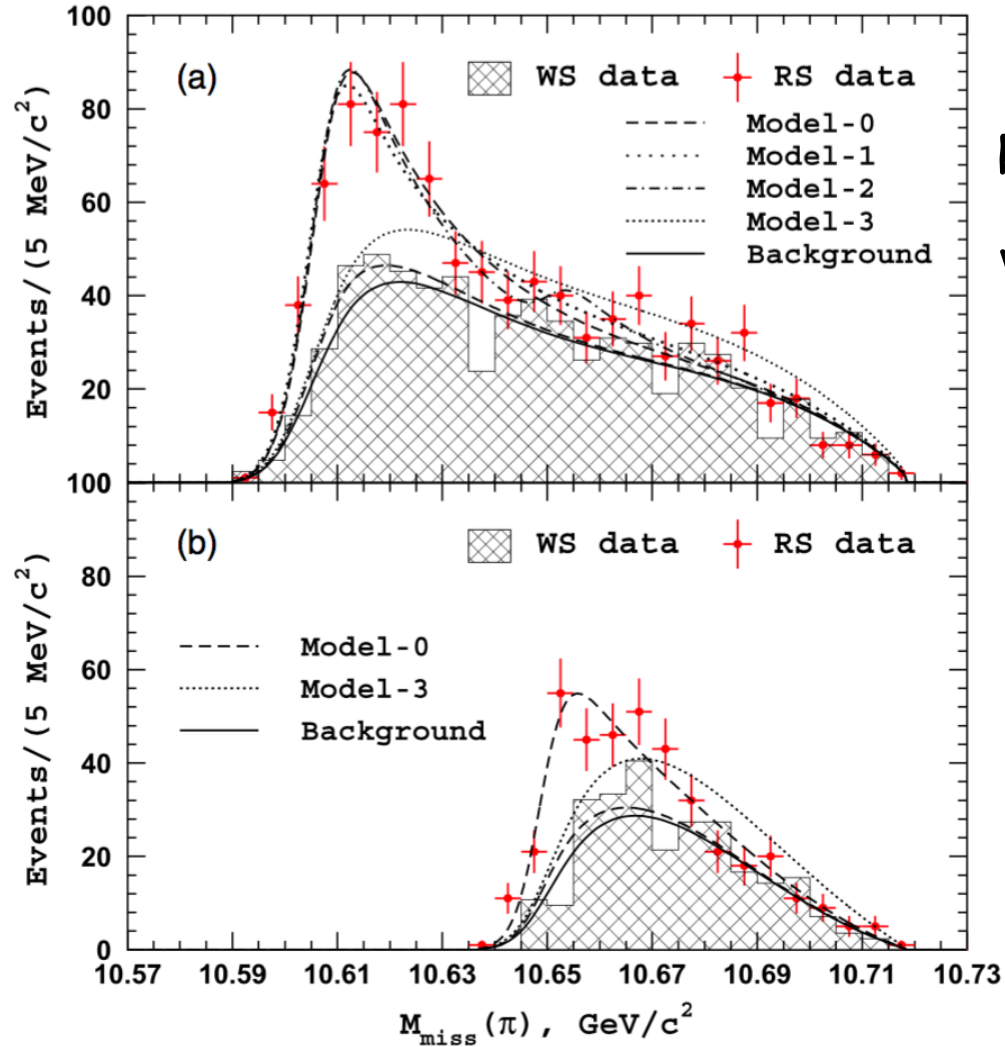 100
(a)
WS data
RS data
80
Model-0
Model-1
60
Model-2
Model-3
Background
40
20
Events/(5 MeV/c²)
100
(b)
WS data
RS data
80
Model-0
60
Model-3
Background
40
20
0
Events/(5 MeV/c²)
10.57 10.59 10.61 10.63 10.65 10.67 10.69 10.71 10.73
M_miss(π), GeV/c²